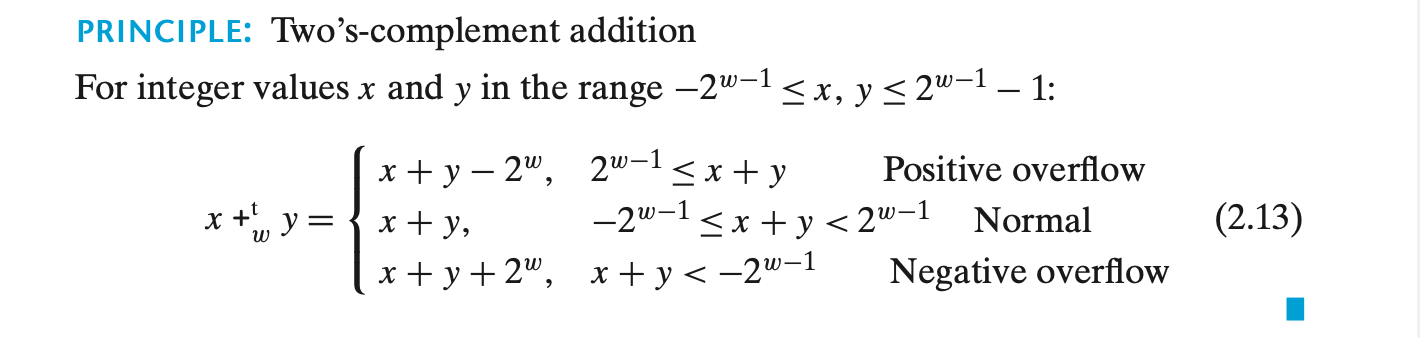 PRINCIPLE: Two’s-complement addition
For integer values x and y in the range −2^{w−1} ≤ x, y ≤ 2^{w−1} − 1:
x + y − 2^w, 2^{w−1} ≤ x + y Positive overflow
x +^t_w y = { x + y, −2^{w−1} ≤ x + y < 2^{w−1} Normal (2.13)
x + y + 2^w, x + y < −2^{w−1} Negative overflow